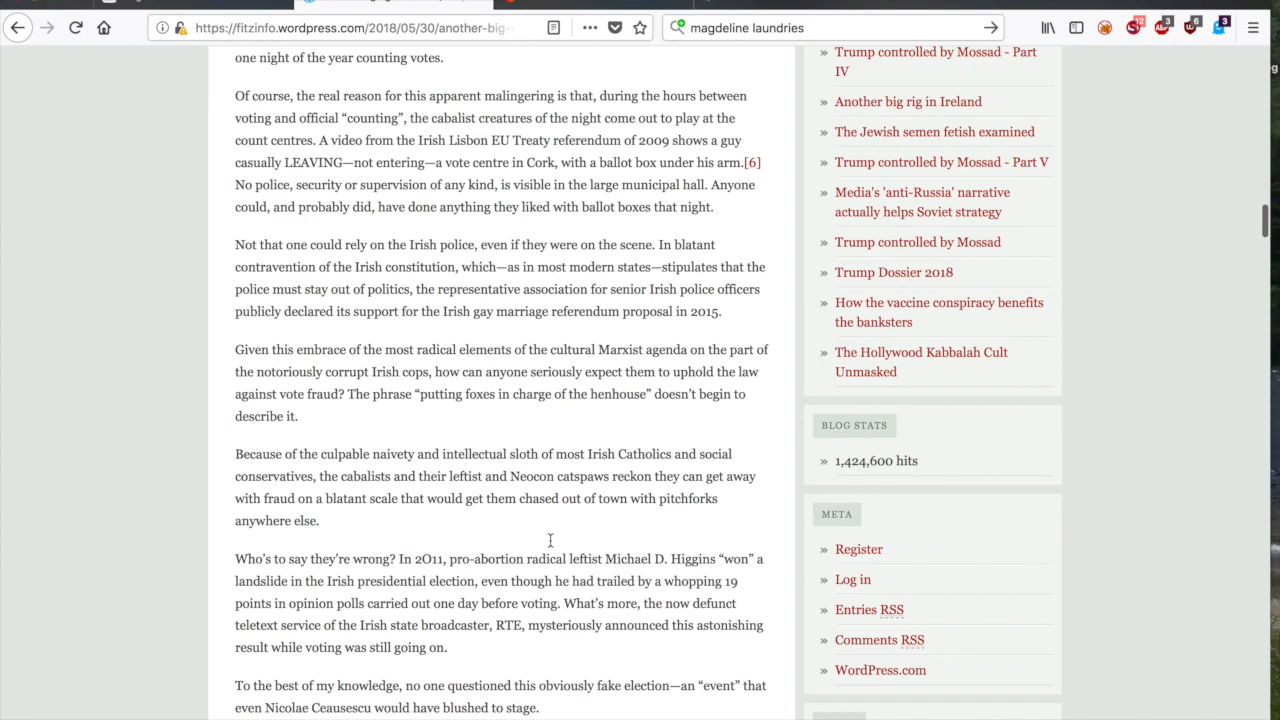 https://fitzinfo.wordpress.com/2018/05/30/another-big-
magdeline laundries
12
3
6
3
one night of the year counting votes.
Of course, the real reason for this apparent malingering is that, during the hours between
voting and official “counting”, the cabalist creatures of the night come out to play at the
count centres. A video from the Irish Lisbon EU Treaty referendum of 2009 shows a guy
casually LEAVING—not entering—a vote centre in Cork, with a ballot box under his arm.[6]
No police, security or supervision of any kind, is visible in the large municipal hall. Anyone
could, and probably did, have done anything they liked with ballot boxes that night.
Not that one could rely on the Irish police, even if they were on the scene. In blatant
contravention of the Irish constitution, which—as in most modern states—stipulates that the
police must stay out of politics, the representative association for senior Irish police officers
publicly declared its support for the Irish gay marriage referendum proposal in 2015.
Given this embrace of the most radical elements of the cultural Marxist agenda on the part of
the notoriously corrupt Irish cops, how can anyone seriously expect them to uphold the law
against vote fraud? The phrase “putting foxes in charge of the henhouse” doesn’t begin to
describe it.
Because of the culpable naivety and intellectual sloth of most Irish Catholics and social
conservatives, the cabalists and their leftist and Neocon catspaws reckon they can get away
with fraud on a blatant scale that would get them chased out of town with pitchforks
anywhere else.
Who’s to say they’re wrong? In 2O11, pro-abortion radical leftist Michael D. Higgins “won” a
landslide in the Irish presidential election, even though he had trailed by a whopping 19
points in opinion polls carried out one day before voting. What’s more, the now defunct
teletext service of the Irish state broadcaster, RTE, mysteriously announced this astonishing
result while voting was still going on.
To the best of my knowledge, no one questioned this obviously fake election—an “event” that
even Nicolae Ceausescu would have blushed to stage.
Trump controlled by Mossad - Part
IV
Another big rig in Ireland
The Jewish semen fetish examined
Trump controlled by Mossad - Part V
Media's 'anti-Russia' narrative
actually helps Soviet strategy
Trump controlled by Mossad
Trump Dossier 2018
How the vaccine conspiracy benefits
the banksters
The Hollywood Kabbalah Cult
Unmasked
BLOG STATS
1,424,600 hits
META
Register
Log in
Entries RSS
Comments RSS
WordPress.com